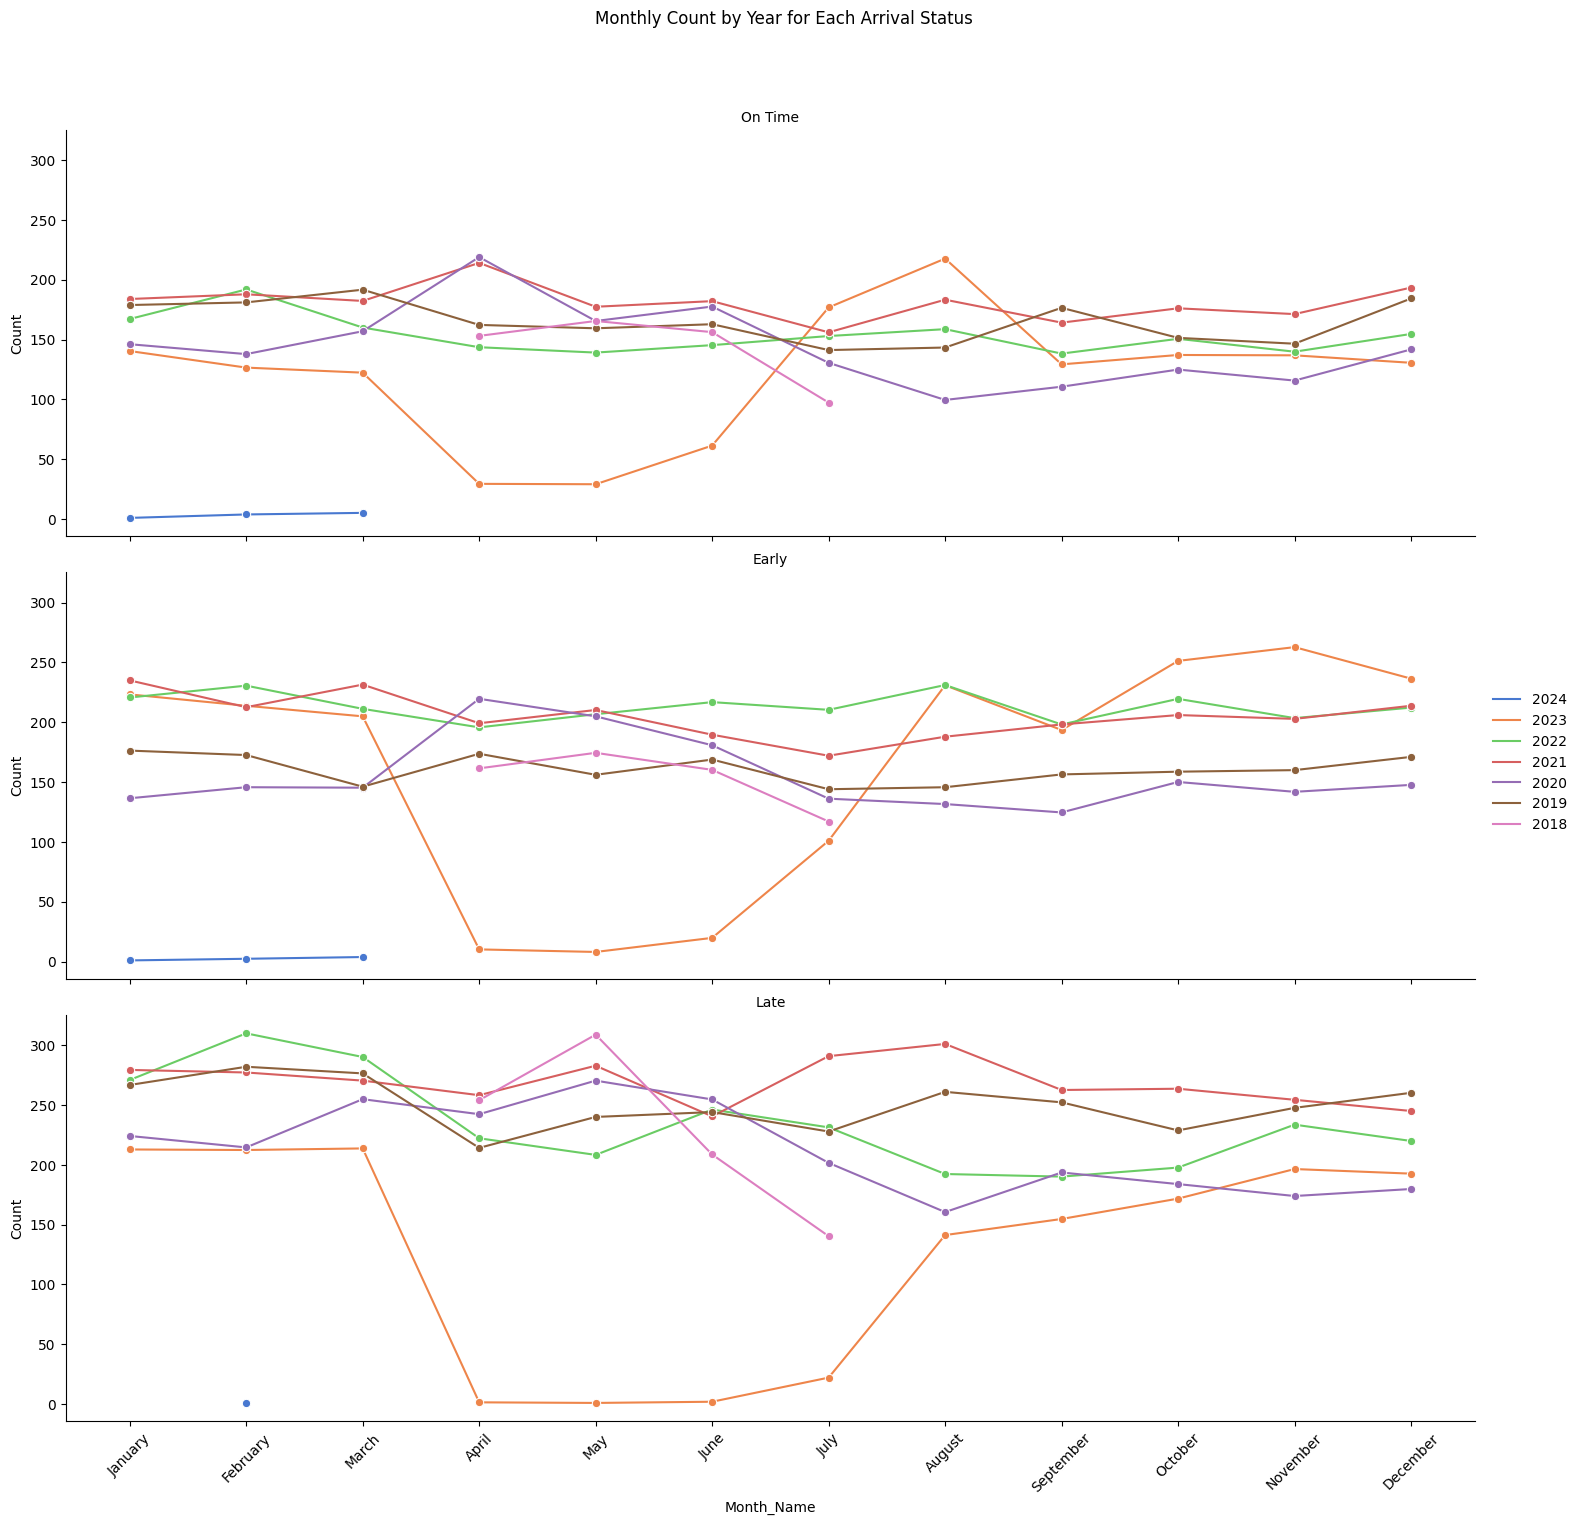 Monthly Count by Year for Each Arrival Status
On Time
300
250
200
150
100
50
0
Count
Early
300
250
200
150
100
50
0
Count
2024
2023
2022
2021
2020
2019
2018
Late
300
250
200
150
100
50
0
Count
January
February
March
April
May
June
July
August
September
October
November
December
Month_Name